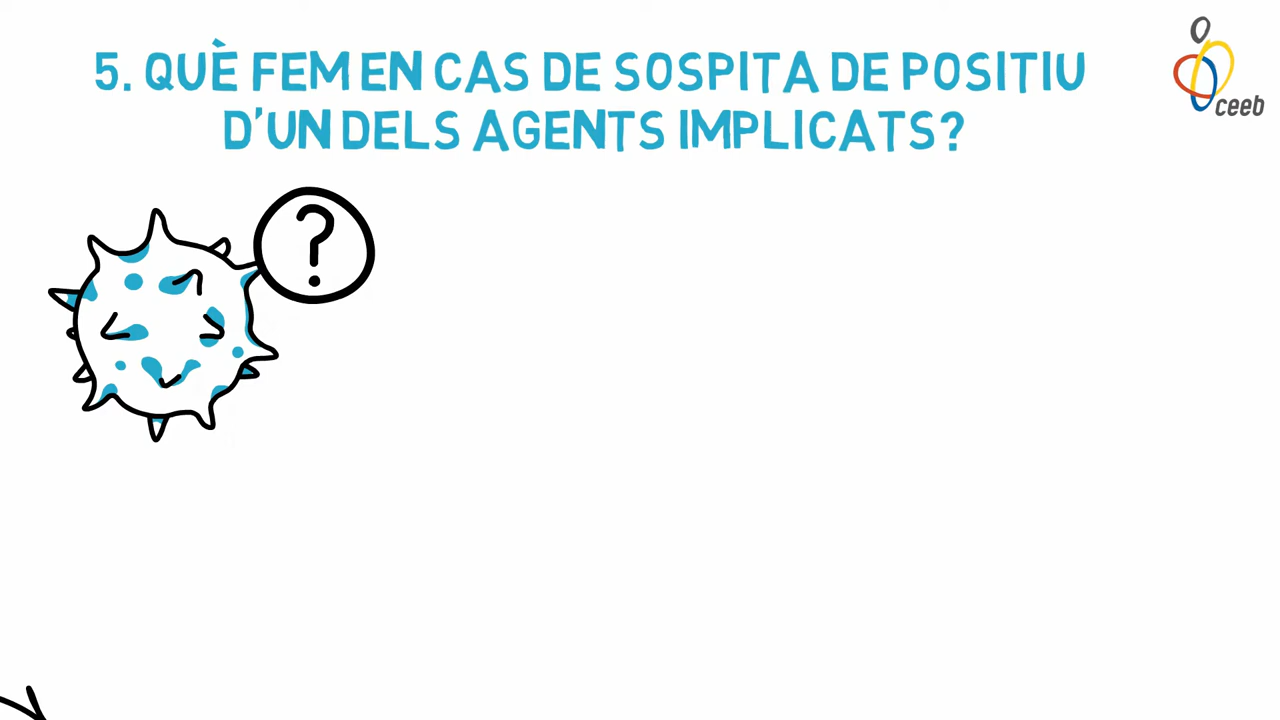 5. QUÈ FEM EN CAS DE SOSPITA DE POSITIU
D'UN DELS AGENTS IMPLICATS?
ceeb
?